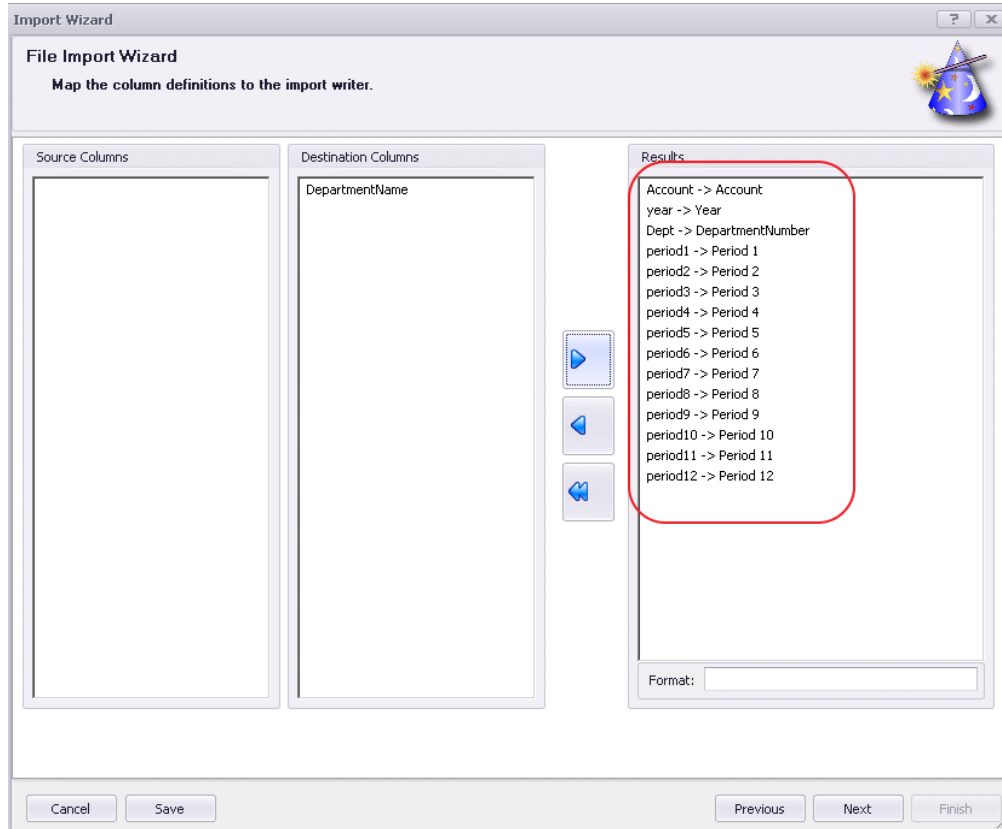 Import Wizard
File Import Wizard
Map the column definitions to the import writer.
Source Columns
Destination Columns
DepartmentName
Results
Account -> Account
year -> Year
Dept -> DepartmentNumber
period1 -> Period 1
period2 -> Period 2
period3 -> Period 3
period4 -> Period 4
period5 -> Period 5
period6 -> Period 6
period7 -> Period 7
period8 -> Period 8
period9 -> Period 9
period10 -> Period 10
period11 -> Period 11
period12 -> Period 12
Format:
Cancel
Save
Previous
Next
Finish